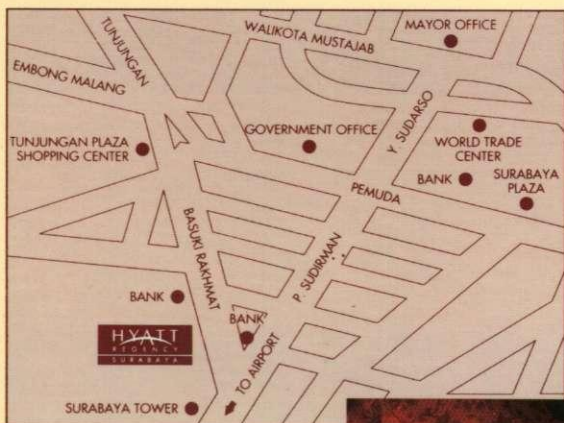 MAYOR OFFICE
WALIKOTA MUSTAJAB
TUNJUNGAN
EMBONG MALANG
TUNJUNGAN PLAZA
SHOPPING CENTER
GOVERNMENT OFFICE
Y. SUDARSO
WORLD TRADE
CENTER
BANK
SURABAYA
PLAZA
PEMUDA
BASUKI RAKHMAT
P. SUDIRMAN
BANK
BANK
HYATT
REGENCY
SURABAYA
TO AIRPORT
SURABAYA TOWER